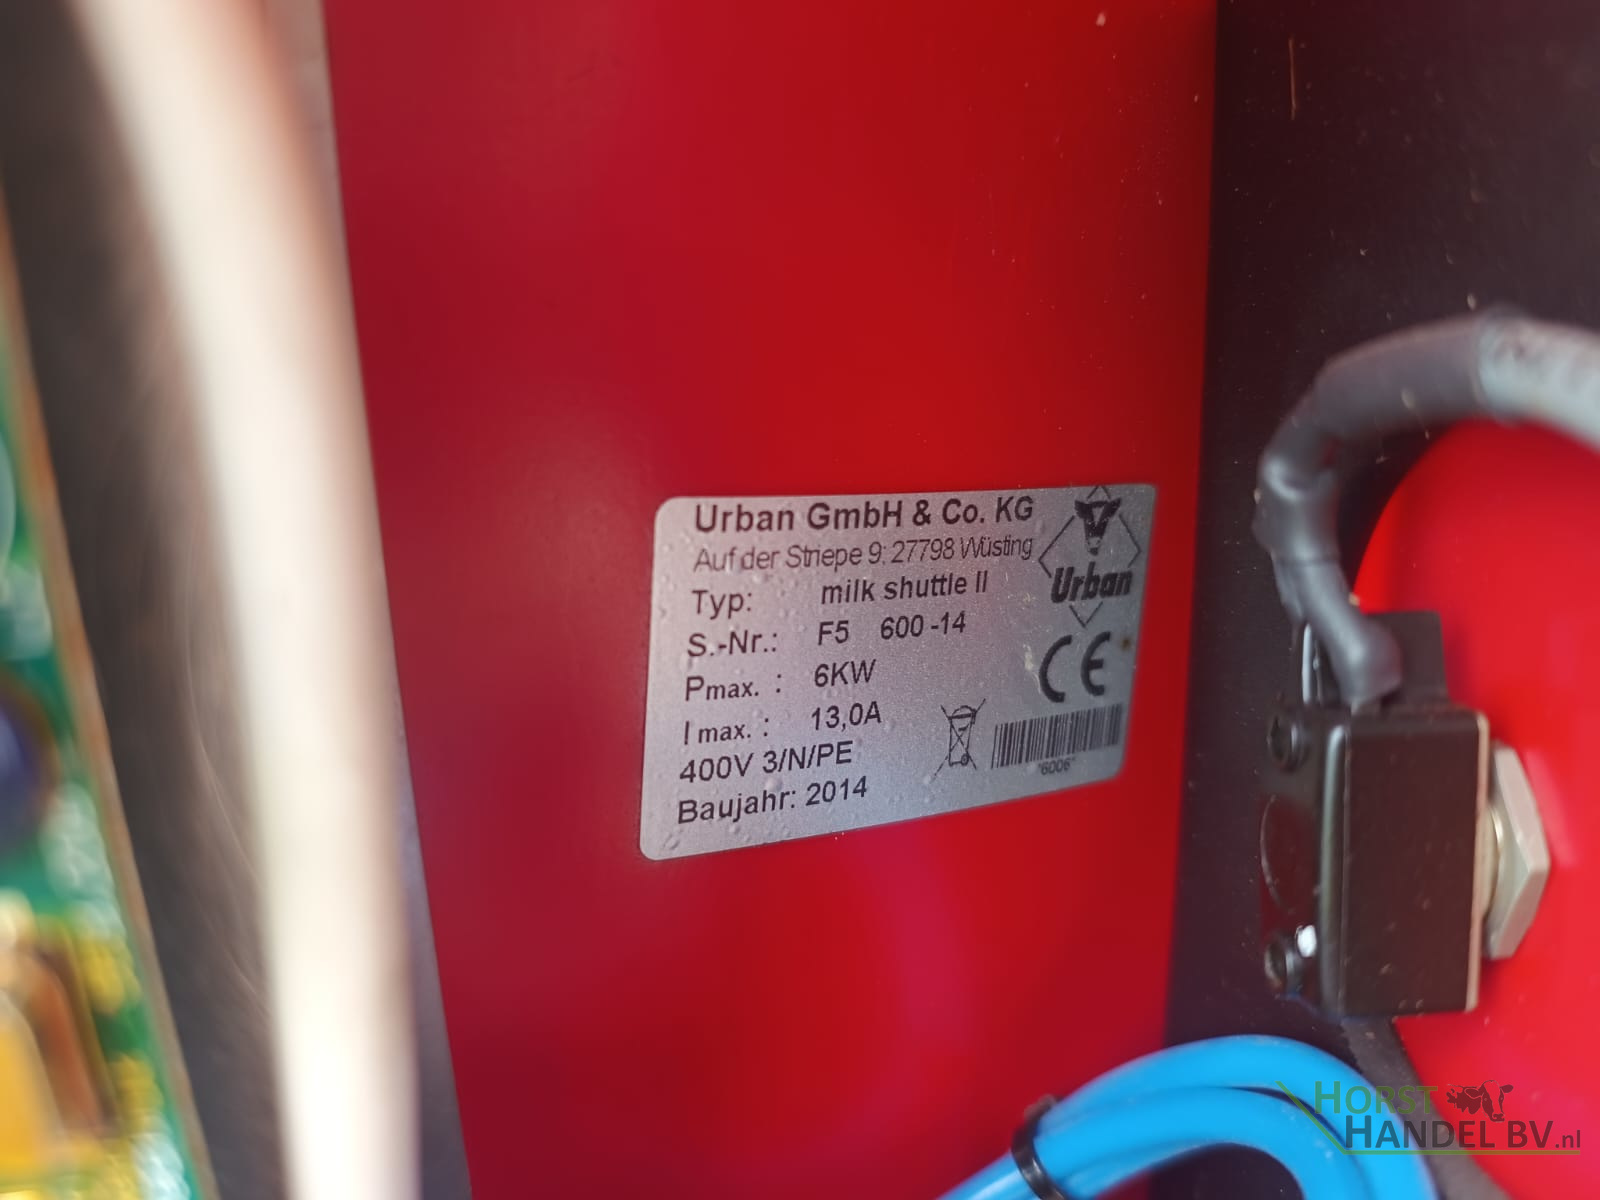 Urban GmbH & Co. KG
Auf der Striepe 9; 27798 Wüsting
Typ: milk shuttle II
S.-Nr.: F5 600 -14
Pmax. : 6KW
I max. : 13,0A
400V 3/N/PE
Baujahr: 2014
Urban
CE
*6006*
HORST
HANDEL BV.nl